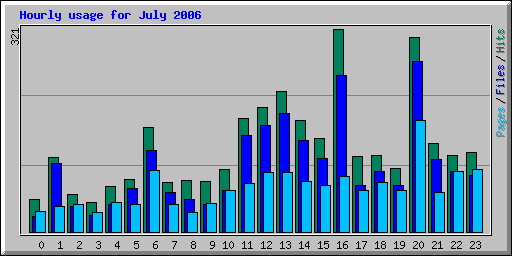 Hourly usage for July 2006
321
Pages / Files / Hits
0 1 2 3 4 5 6 7 8 9 10 11 12 13 14 15 16 17 18 19 20 21 22 23